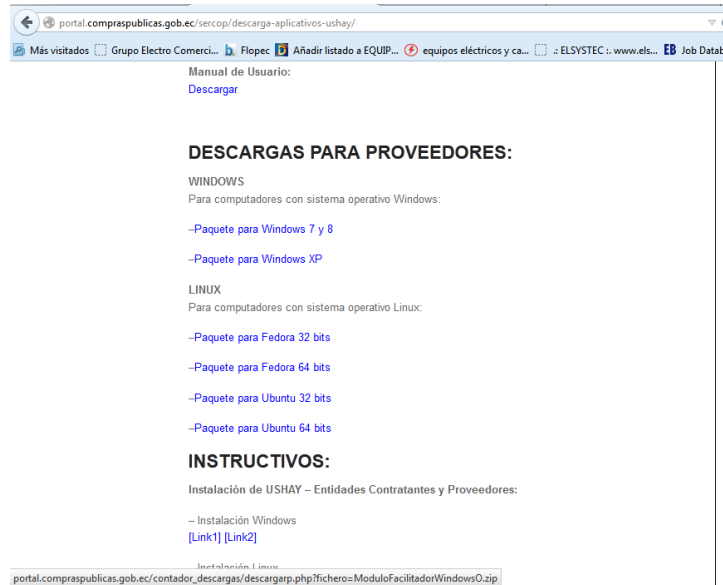 portal.compraspublicas.gob.ec/sercop/descarga-aplicativos-ushay/
Más visitados Grupo Electro Comerci... b. Flopec Añadir listado a EQUIP... equipos eléctricos y ca... .: ELSYSTEC :. www.els... EB Job Datab
Manual de Usuario:
Descargar
DESCARGAS PARA PROVEEDORES:
WINDOWS
Para computadores con sistema operativo Windows:
–Paquete para Windows 7 y 8
–Paquete para Windows XP
LINUX
Para computadores con sistema operativo Linux:
–Paquete para Fedora 32 bits
–Paquete para Fedora 64 bits
–Paquete para Ubuntu 32 bits
–Paquete para Ubuntu 64 bits
INSTRUCTIVOS:
Instalación de USHAY – Entidades Contratantes y Proveedores:
– Instalación Windows
[Link1] [Link2]
– Instalación Linux
portal.compraspublicas.gob.ec/contador_descargas/descargarp.php?fichero=ModuloFacilitadorWindowsO.zip